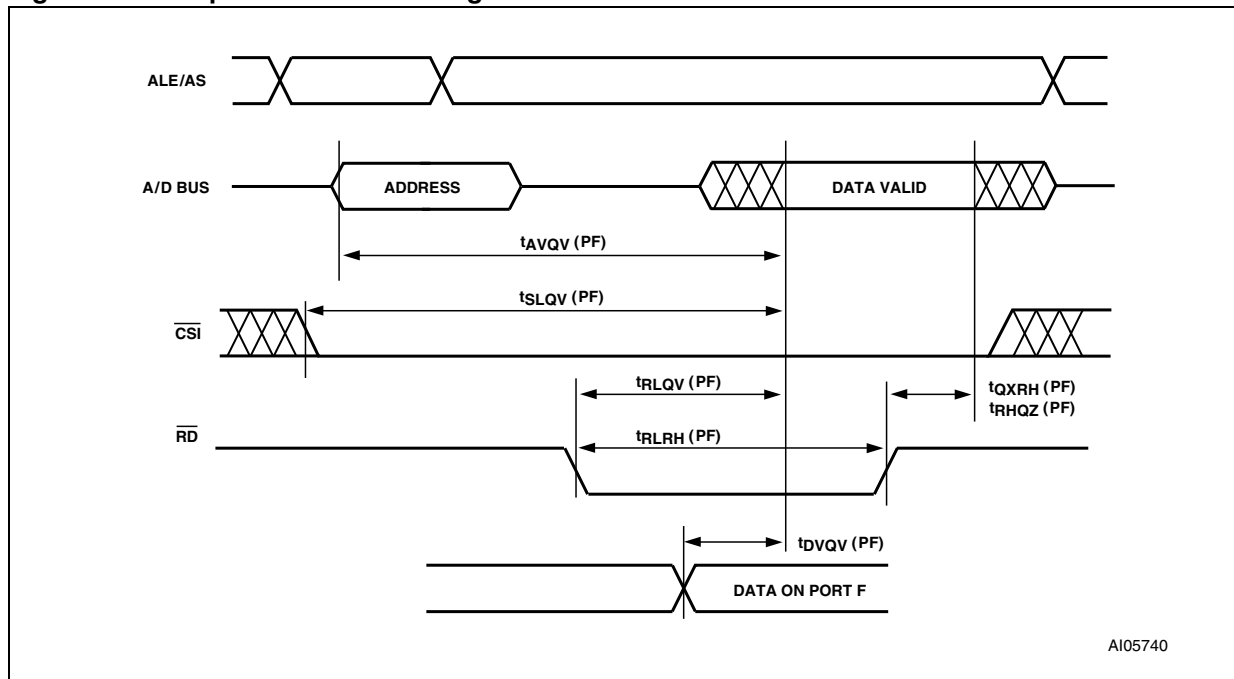 ALE/AS
A/D BUS
ADDRESS
DATA VALID
tAVQV (PF)
tSLQV (PF)
CSI
tRLQV (PF)
tQXRH (PF)
tRHQZ (PF)
RD
tRLRH (PF)
tDVQV (PF)
DATA ON PORT F
AI05740